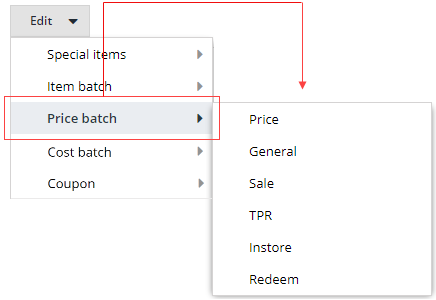 Edit
Special items
Item batch
Price batch
Cost batch
Coupon
Price
General
Sale
TPR
Instore
Redeem